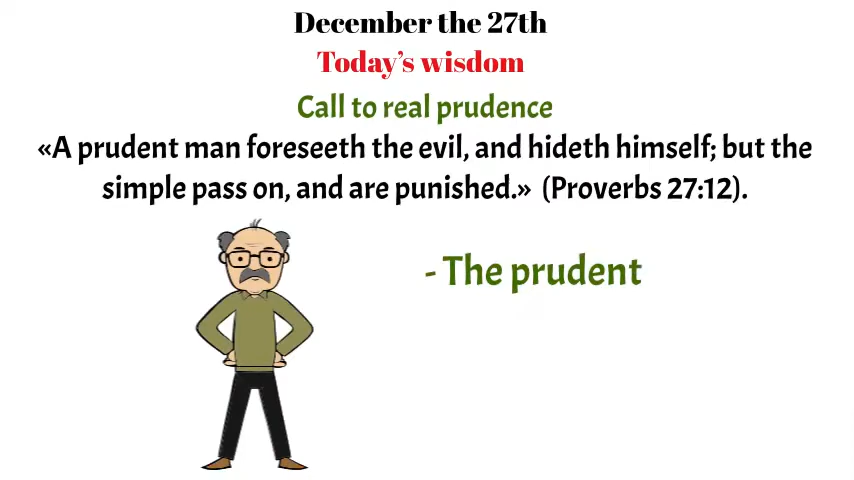 December the 27th
Today’s wisdom
Call to real prudence
«A prudent man foreseeth the evil, and hideth himself; but the
simple pass on, and are punished.» (Proverbs 27:12).
- The prudent